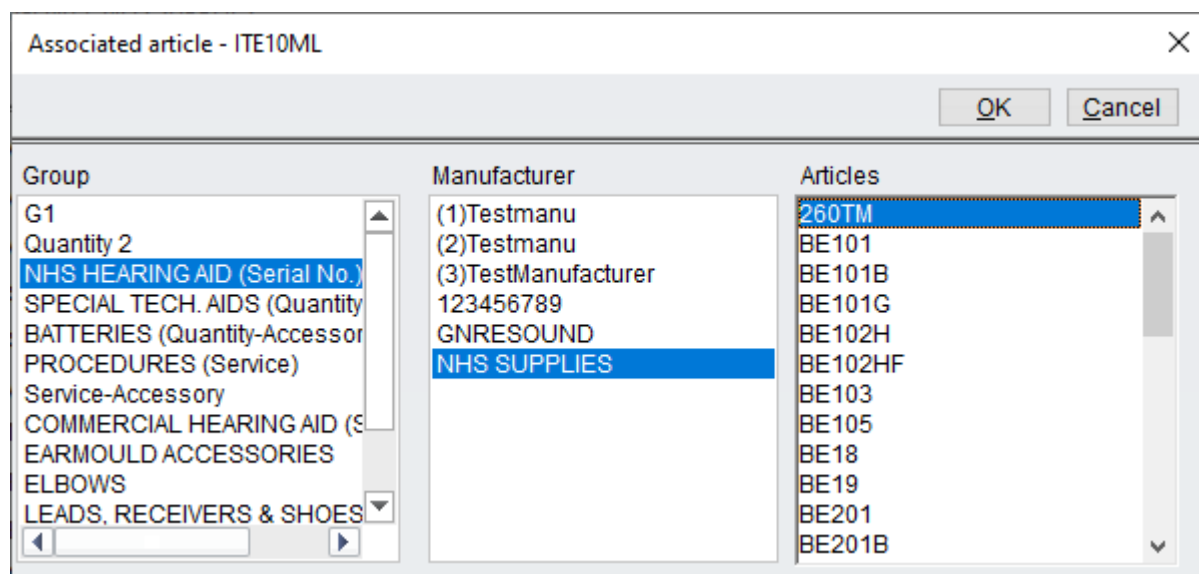 Associated article - ITE10ML
OK
Cancel
Group
G1
Quantity 2
NHS HEARING AID (Serial No.)
SPECIAL TECH. AIDS (Quantity
BATTERIES (Quantity-Accessor
PROCEDURES (Service)
Service-Accessory
COMMERCIAL HEARING AID (S
EARMOULD ACCESSORIES
ELBOWS
LEADS, RECEIVERS & SHOES
Manufacturer
(1)Testmanu
(2)Testmanu
(3)TestManufacturer
123456789
GNRESOUND
NHS SUPPLIES
Articles
260TM
BE101
BE101B
BE101G
BE102H
BE102HF
BE103
BE105
BE18
BE19
BE201
BE201B